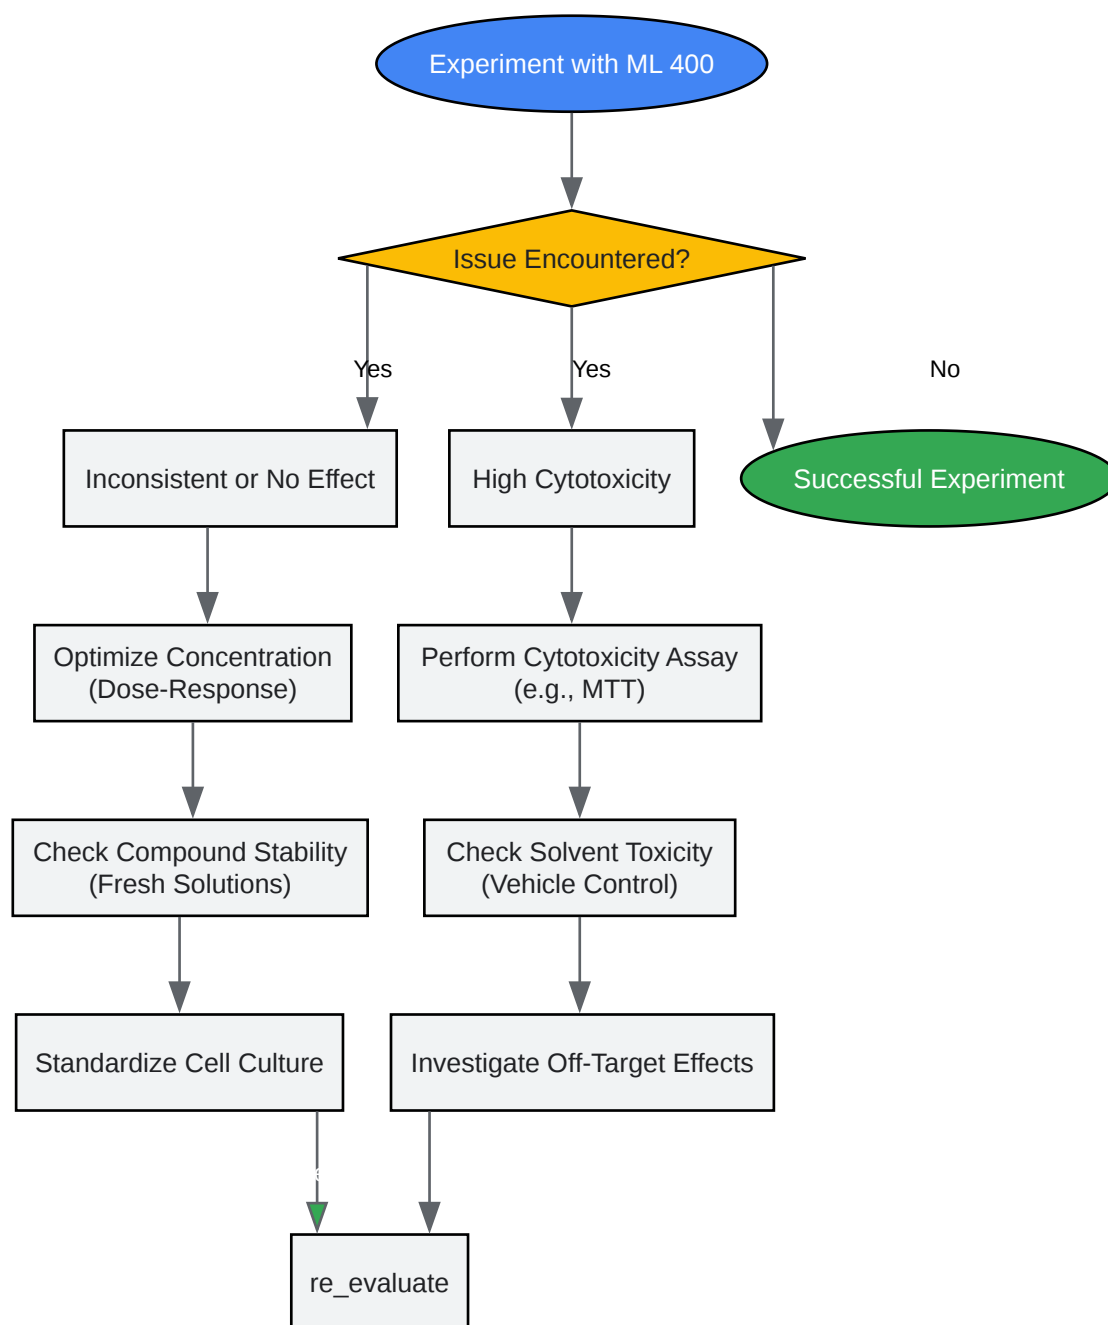 Experiment with ML 400
Issue Encountered?
Yes
Yes
No
Inconsistent or No Effect
High Cytotoxicity
Successful Experiment
Optimize Concentration
(Dose-Response)
Perform Cytotoxicity Assay
(e.g., MTT)
Check Compound Stability
(Fresh Solutions)
Check Solvent Toxicity
(Vehicle Control)
Standardize Cell Culture
Investigate Off-Target Effects
re_evaluate